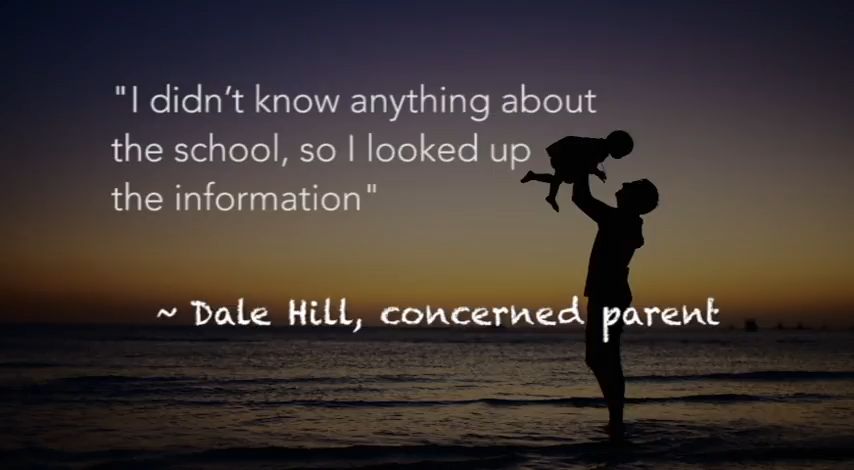 "I didn't know anything about
the school, so I looked up
the information"
~ Dale Hill, concerned parent